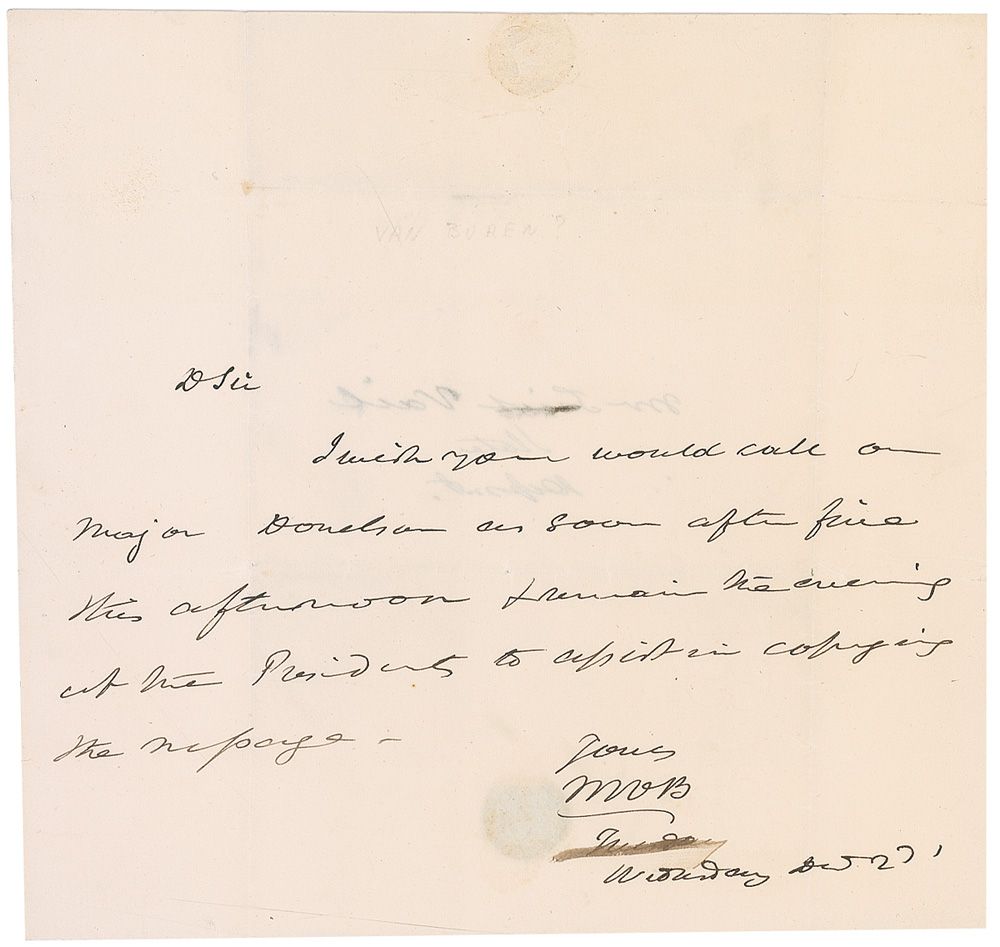 VAN BUREN?
D Sir
I wish you would call on
Major Donelson as soon after five
this afternoon & remain the evening
at the Presidents to assist in copying
the message –
Yours
MVB
Wednesday Dec